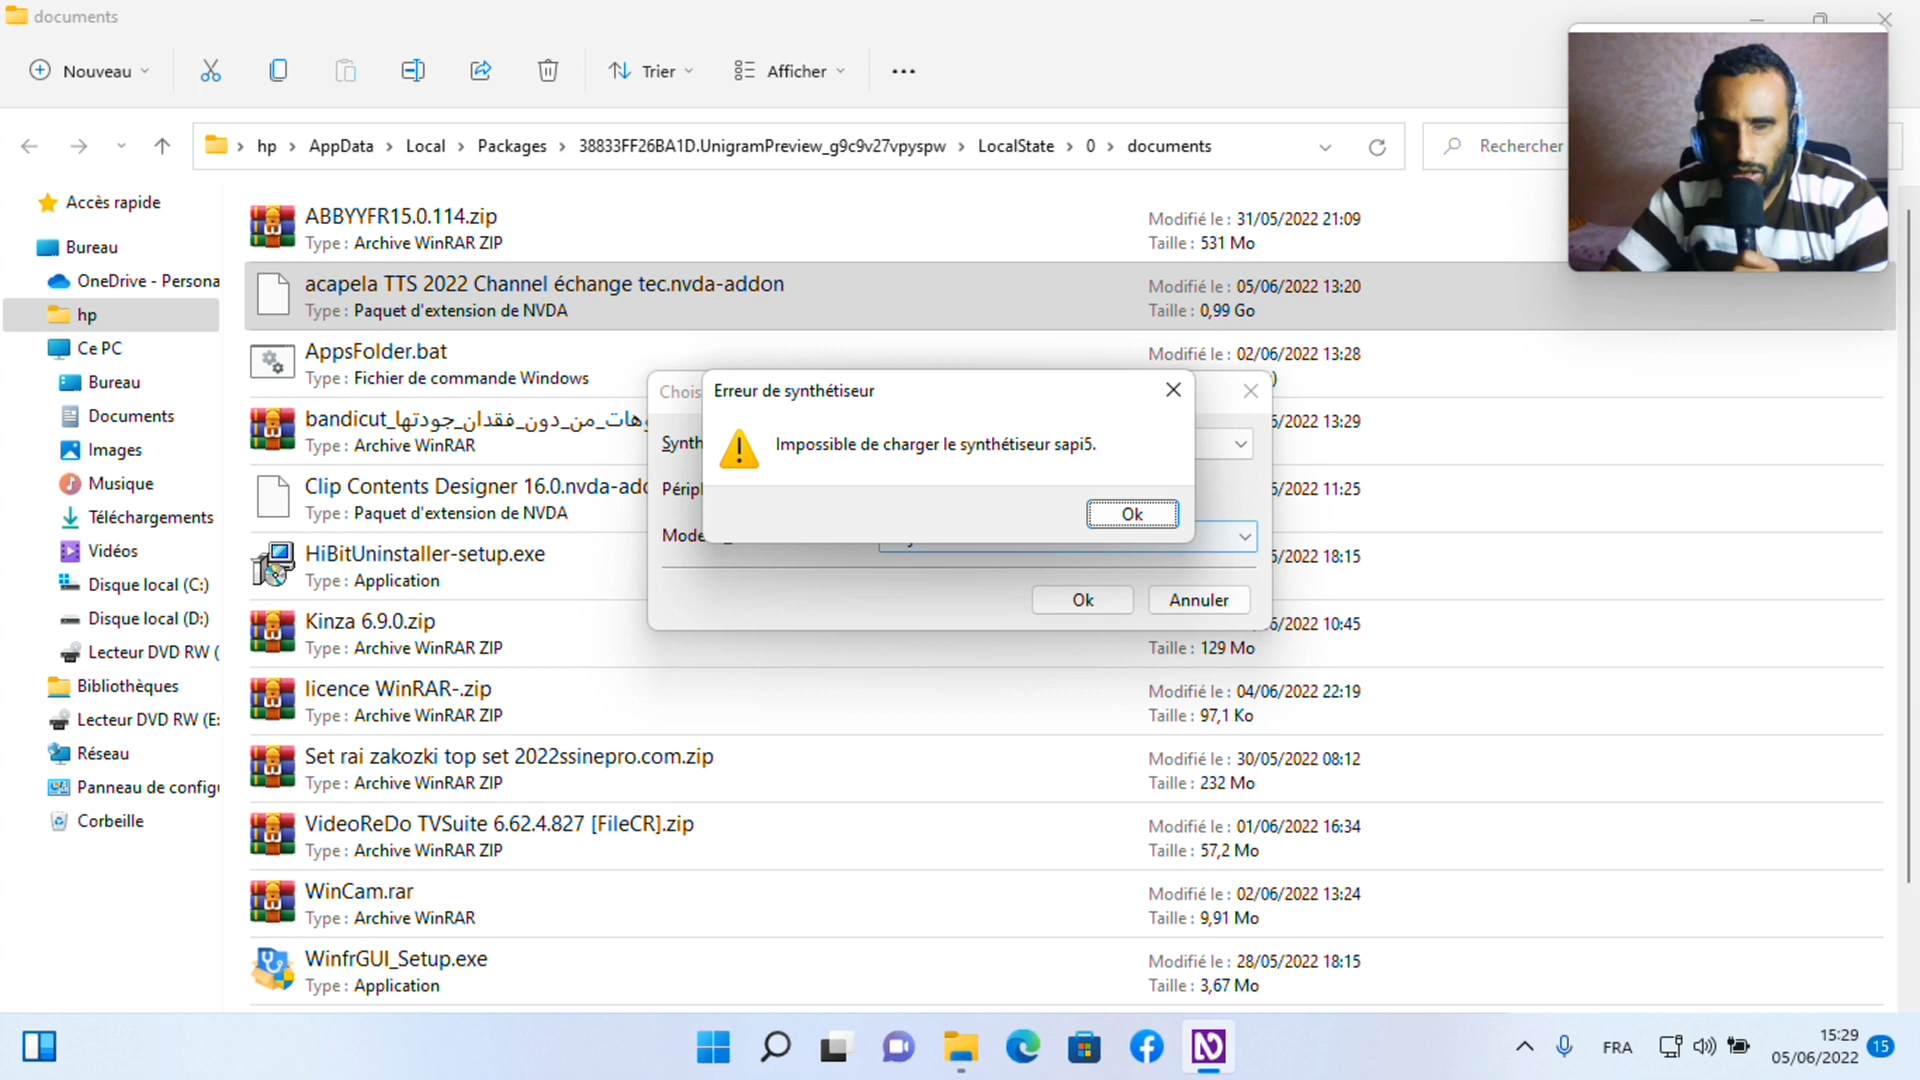 documents
Nouveau
Trier
Afficher
hp
AppData
Local
Packages
38833FF26BA1D.UnigramPreview_g9c9v27vpyspw
LocalState
0
documents
Rechercher
Accès rapide
Bureau
OneDrive - Persona
hp
Ce PC
Bureau
Documents
Images
Musique
Téléchargements
Vidéos
Disque local (C:)
Disque local (D:)
Lecteur DVD RW (
Bibliothèques
Lecteur DVD RW (E:
Réseau
Panneau de config
Corbeille
ABBYYFR15.0.114.zip
Type : Archive WinRAR ZIP
Modifié le : 31/05/2022 21:09
Taille : 531 Mo
acapela TTS 2022 Channel échange tec.nvda-addon
Type : Paquet d'extension de NVDA
Modifié le : 05/06/2022 13:20
Taille : 0,99 Go
AppsFolder.bat
Type : Fichier de commande Windows
Modifié le : 02/06/2022 13:28
bandicut_وهات_من_دون_فقدان_جودتها
Type : Archive WinRAR
/2022 13:29
Clip Contents Designer 16.0.nvda-add
Type : Paquet d'extension de NVDA
/2022 11:25
HiBitUninstaller-setup.exe
Type : Application
/2022 18:15
Kinza 6.9.0.zip
Type : Archive WinRAR ZIP
/2022 10:45
Taille : 129 Mo
licence WinRAR-.zip
Type : Archive WinRAR ZIP
Modifié le : 04/06/2022 22:19
Taille : 97,1 Ko
Set rai zakozki top set 2022ssinepro.com.zip
Type : Archive WinRAR ZIP
Modifié le : 30/05/2022 08:12
Taille : 232 Mo
VideoReDo TVSuite 6.62.4.827 [FileCR].zip
Type : Archive WinRAR ZIP
Modifié le : 01/06/2022 16:34
Taille : 57,2 Mo
WinCam.rar
Type : Archive WinRAR
Modifié le : 02/06/2022 13:24
Taille : 9,91 Mo
WinfrGUI_Setup.exe
Type : Application
Modifié le : 28/05/2022 18:15
Taille : 3,67 Mo
Chois
Synth
Périp
Mode
Ok
Annuler
Erreur de synthétiseur
Impossible de charger le synthétiseur sapi5.
Ok
FRA
15:29
05/06/2022
15